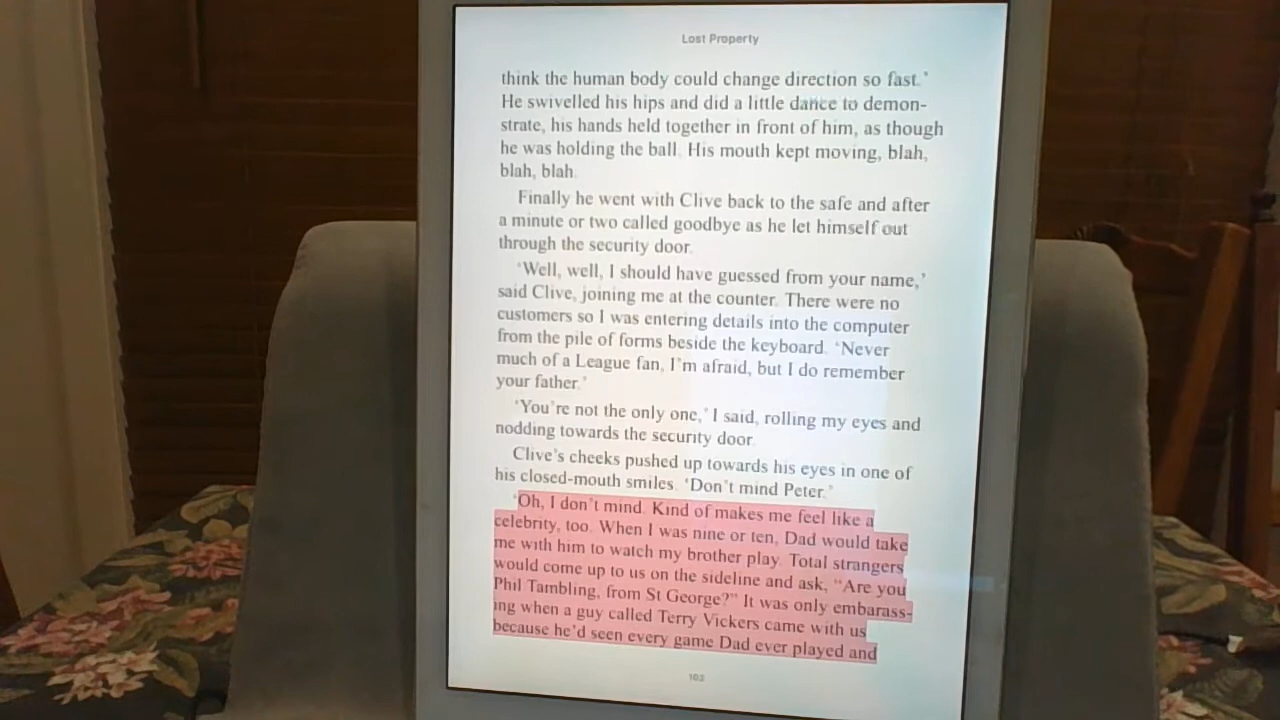 Lost Property
think the human body could change direction so fast.’
He swivelled his hips and did a little dance to demon-
strate, his hands held together in front of him, as though
he was holding the ball. His mouth kept moving, blah,
blah, blah.
Finally he went with Clive back to the safe and after
a minute or two called goodbye as he let himself out
through the security door.
‘Well, well, I should have guessed from your name,’
said Clive, joining me at the counter. There were no
customers so I was entering details into the computer
from the pile of forms beside the keyboard. ‘Never
much of a League fan, I’m afraid, but I do remember
your father.’
‘You’re not the only one,’ I said, rolling my eyes and
nodding towards the security door.
Clive’s cheeks pushed up towards his eyes in one of
his closed-mouth smiles. ‘Don’t mind Peter.’
‘Oh, I don’t mind. Kind of makes me feel like a
celebrity, too. When I was nine or ten, Dad would take
me with him to watch my brother play. Total strangers
would come up to us on the sideline and ask, “Are you
Phil Tambling, from St George?” It was only embarass-
ing when a guy called Terry Vickers came with us
because he’d seen every game Dad ever played and
102